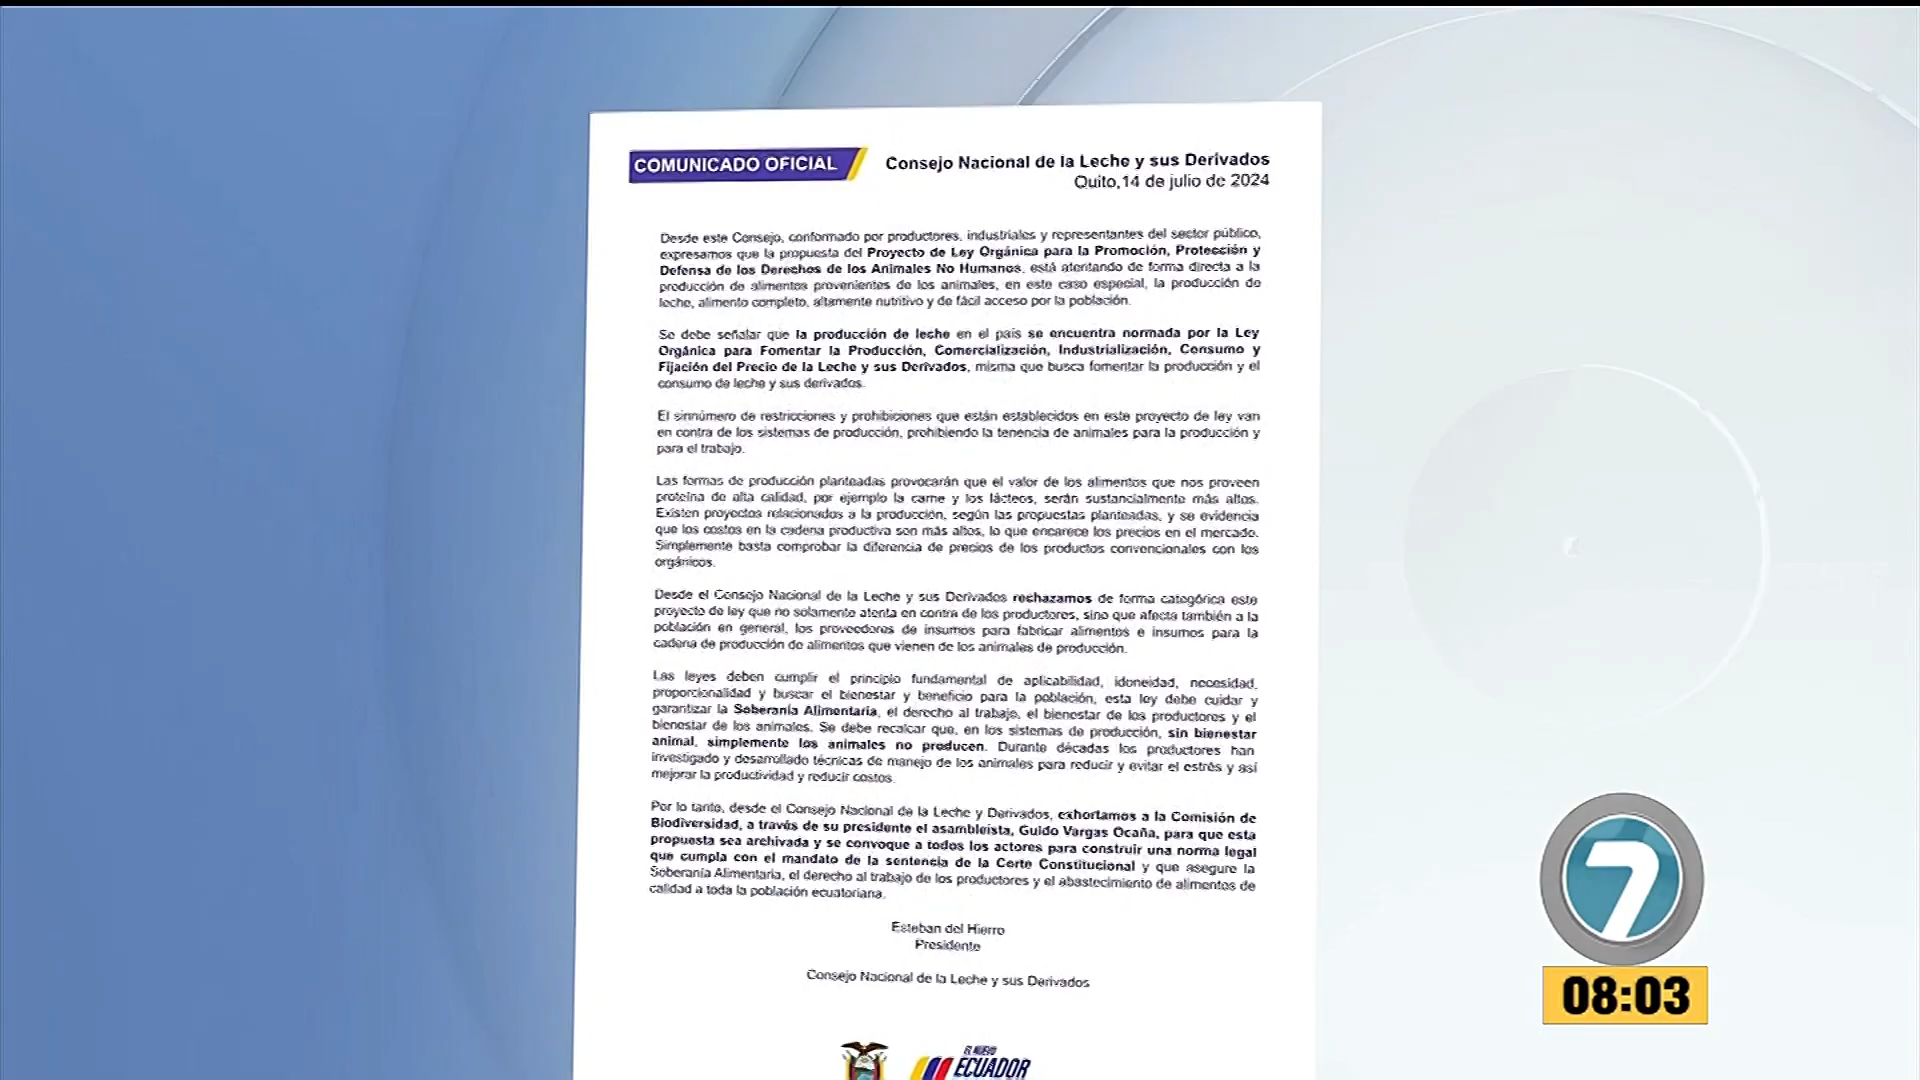 COMUNICADO OFICIAL
Consejo Nacional de la Leche y sus Derivados
Quito,14 de julio de 2024
Desde este Consejo, conformado por productores, industriales y representantes del sector público,
expresamos que la propuesta del Proyecto de Ley Orgánica para la Promoción, Protección y
Defensa de los Derechos de los Animales No Humanos, está atentando de forma directa a la
producción de alimentos provenientes de los animales, en este caso especial, la producción de
leche, alimento completo, altamente nutritivo y de fácil acceso por la población.
Se debe señalar que la producción de leche en el país se encuentra normada por la Ley
Orgánica para Fomentar la Producción, Comercialización, Industrialización, Consumo y
Fijación del Precio de la Leche y sus Derivados, misma que busca fomentar la producción y el
consumo de leche y sus derivados.
El sinnúmero de restricciones y prohibiciones que están establecidos en este proyecto de ley van
en contra de los sistemas de producción, prohibiendo la tenencia de animales para la producción y
para el trabajo.
Las formas de producción planteadas provocarán que el valor de los alimentos que nos proveen
proteína de alta calidad, por ejemplo la carne y los lácteos, serán sustancialmente más altos.
Existen proyectos relacionados a la producción, según las propuestas planteadas, y se evidencia
que los costos en la cadena productiva son más altos, lo que encarece los precios en el mercado.
Simplemente basta comprobar la diferencia de precios de los productos convencionales con los
orgánicos.
Desde el Consejo Nacional de la Leche y sus Derivados rechazamos de forma categórica este
proyecto de ley que no solamente atenta en contra de los productores, sino que afecta también a la
población en general, los proveedores de insumos para fabricar alimentos e insumos para la
cadena de producción de alimentos que vienen de los animales de producción.
Las leyes deben cumplir el principio fundamental de aplicabilidad, idoneidad, necesidad,
proporcionalidad y buscar el bienestar y beneficio para la población, esta ley debe cuidar y
garantizar la Soberanía Alimentaria, el derecho al trabajo, el bienestar de los productores y el
bienestar de los animales. Se debe recalcar que, en los sistemas de producción, sin bienestar
animal, simplemente los animales no producen. Durante décadas los productores han
investigado y desarrollado técnicas de manejo de los animales para reducir y evitar el estrés y así
mejorar la productividad y reducir costos.
Por lo tanto, desde el Consejo Nacional de la Leche y Derivados, exhortamos a la Comisión de
Biodiversidad, a través de su presidente el asambleísta, Guido Vargas Ocaña, para que esta
propuesta sea archivada y se convoque a todos los actores para construir una norma legal
que cumpla con el mandato de la sentencia de la Corte Constitucional y que asegure la
Soberanía Alimentaria, el derecho al trabajo de los productores y el abastecimiento de alimentos de
calidad a toda la población ecuatoriana.
Esteban del Hierro
Presidente
Consejo Nacional de la Leche y sus Derivados
EL NUEVO
ECUADOR
7
08:03